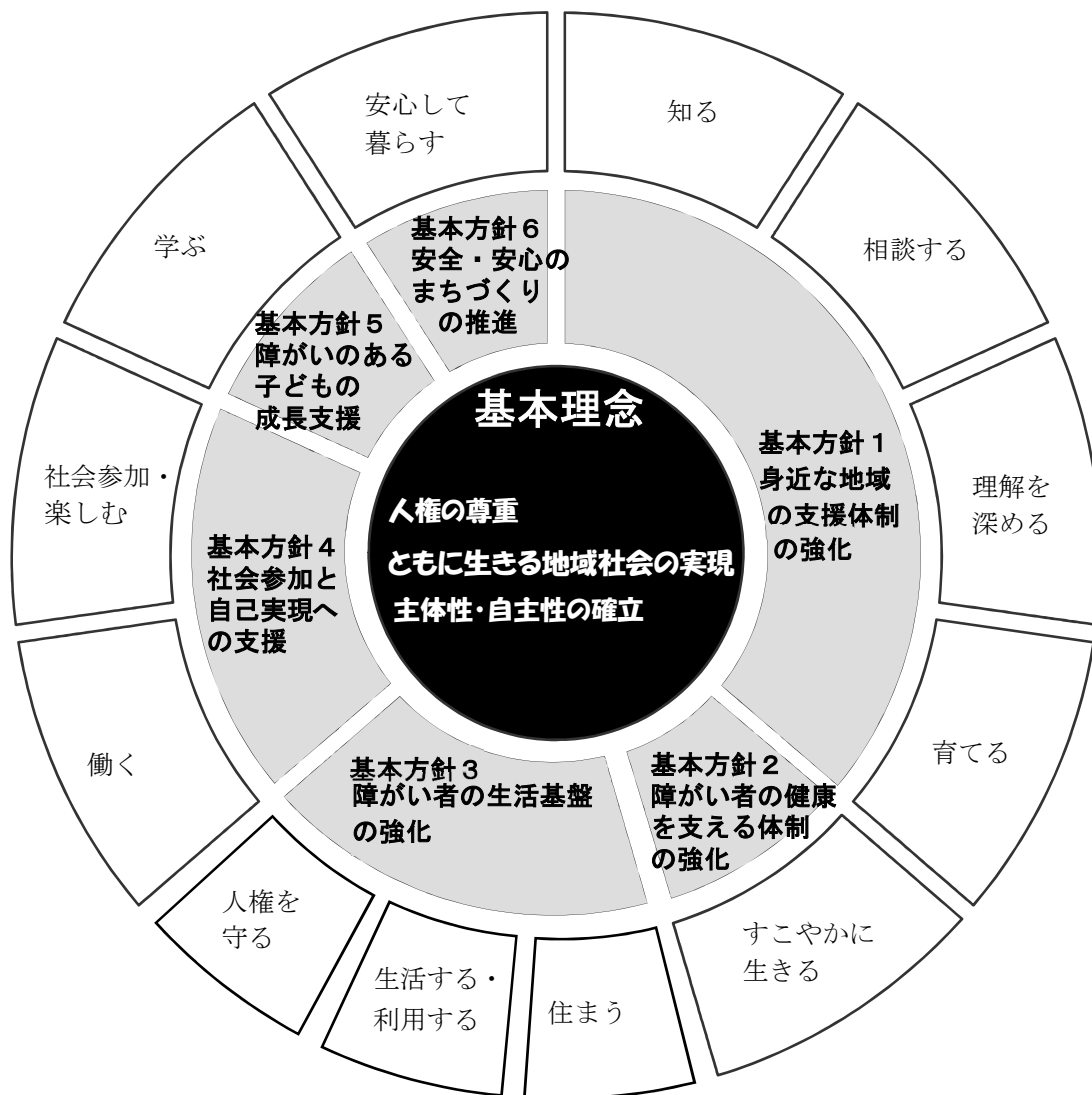 基本理念
人権の尊重
ともに生きる地域社会の実現
主体性・自主性の確立
基本方針１
身近な地域
の支援体制
の強化
基本方針２
障がい者の健康
を支える体制
の強化
基本方針３
障がい者の生活基盤
の強化
基本方針４
社会参加と
自己実現へ
の支援
基本方針５
障がいのある
子どもの
成長支援
基本方針６
安全・安心の
まちづくり
の推進
知る
相談する
理解を
深める
育てる
すこやかに
生きる
住まう
生活する・
利用する
人権を
守る
働く
社会参加・
楽しむ
学ぶ
安心して
暮らす